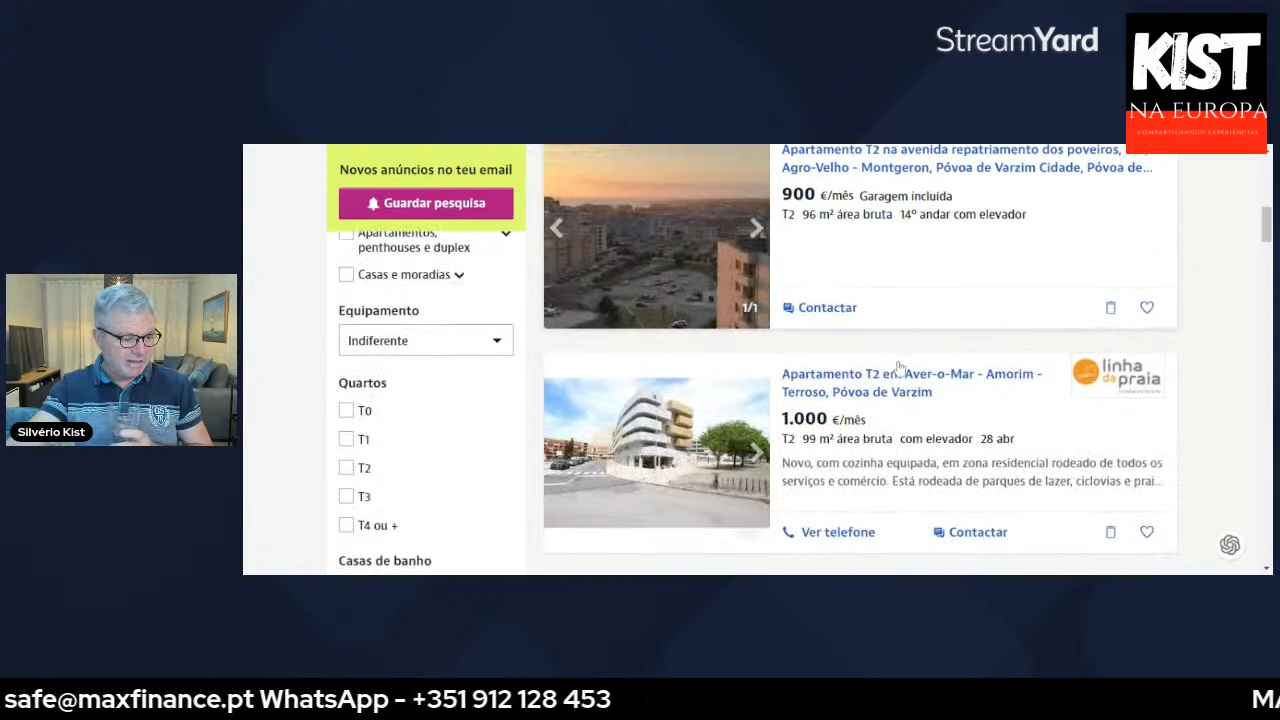 StreamYard
KIST
NA EUROPA
COMPARTILHANDO EXPERIÊNCIAS
Novos anúncios no teu email
Guardar pesquisa
Apartamentos,
penthouses e duplex
Casas e moradias
Equipamento
Indiferente
Quartos
T0
T1
T2
T3
T4 ou +
Casas de banho
Apartamento T2 na avenida repatriamento dos poveiros,
Agro-Velho - Montgeron, Póvoa de Varzim Cidade, Póvoa de...
900 €/mês Garagem incluída
T2 96 m² área bruta 14º andar com elevador
1/1
Contactar
Apartamento T2 em Aver-o-Mar - Amorim -
Terroso, Póvoa de Varzim
linha
da praia
1.000 €/mês
T2 99 m² área bruta com elevador 28 abr
Novo, com cozinha equipada, em zona residencial rodeado de todos os
serviços e comércio. Está rodeada de parques de lazer, ciclovias e prai...
Ver telefone
Contactar
Silvério Kist
safe@maxfinance.pt WhatsApp - +351 912 128 453
MA